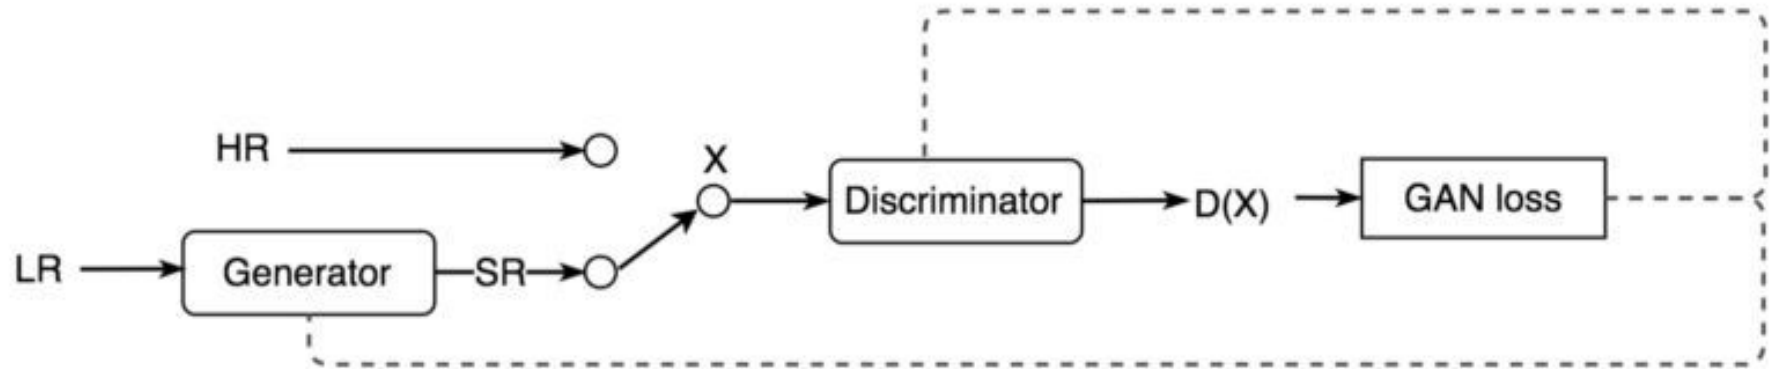 HR
X
Discriminator
D(X)
GAN loss
LR
Generator
SR